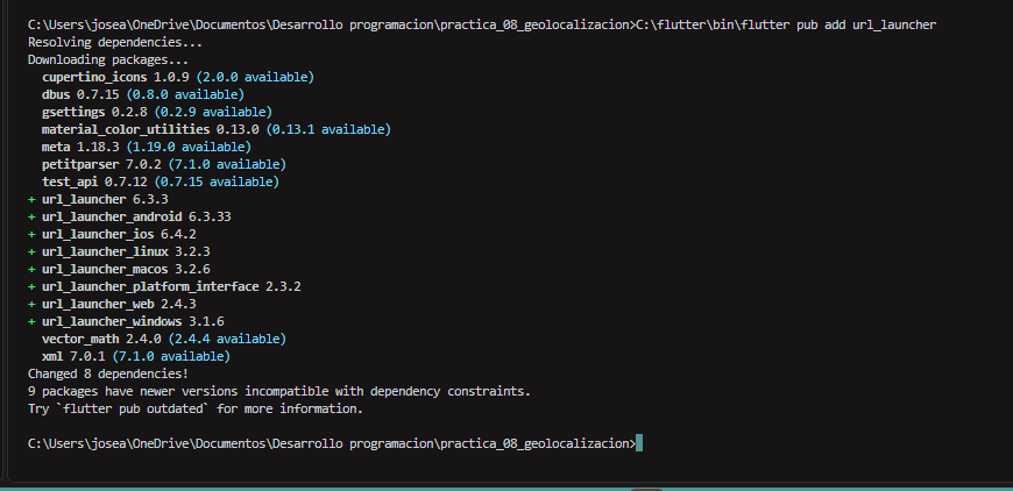 C:\Users\josea\OneDrive\Documentos\Desarrollo programacion\practica_08_geolocalizacion>C:\flutter\bin\flutter pub add url_launcher
Resolving dependencies...
Downloading packages...
  cupertino_icons 1.0.9 (2.0.0 available)
  dbus 0.7.15 (0.8.0 available)
  gsettings 0.2.8 (0.2.9 available)
  material_color_utilities 0.13.0 (0.13.1 available)
  meta 1.18.3 (1.19.0 available)
  petitparser 7.0.2 (7.1.0 available)
  test_api 0.7.12 (0.7.15 available)
+ url_launcher 6.3.3
+ url_launcher_android 6.3.33
+ url_launcher_ios 6.4.2
+ url_launcher_linux 3.2.3
+ url_launcher_macos 3.2.6
+ url_launcher_platform_interface 2.3.2
+ url_launcher_web 2.4.3
+ url_launcher_windows 3.1.6
  vector_math 2.4.0 (2.4.4 available)
  xml 7.0.1 (7.1.0 available)
Changed 8 dependencies!
9 packages have newer versions incompatible with dependency constraints.
Try `flutter pub outdated` for more information.
C:\Users\josea\OneDrive\Documentos\Desarrollo programacion\practica_08_geolocalizacion>